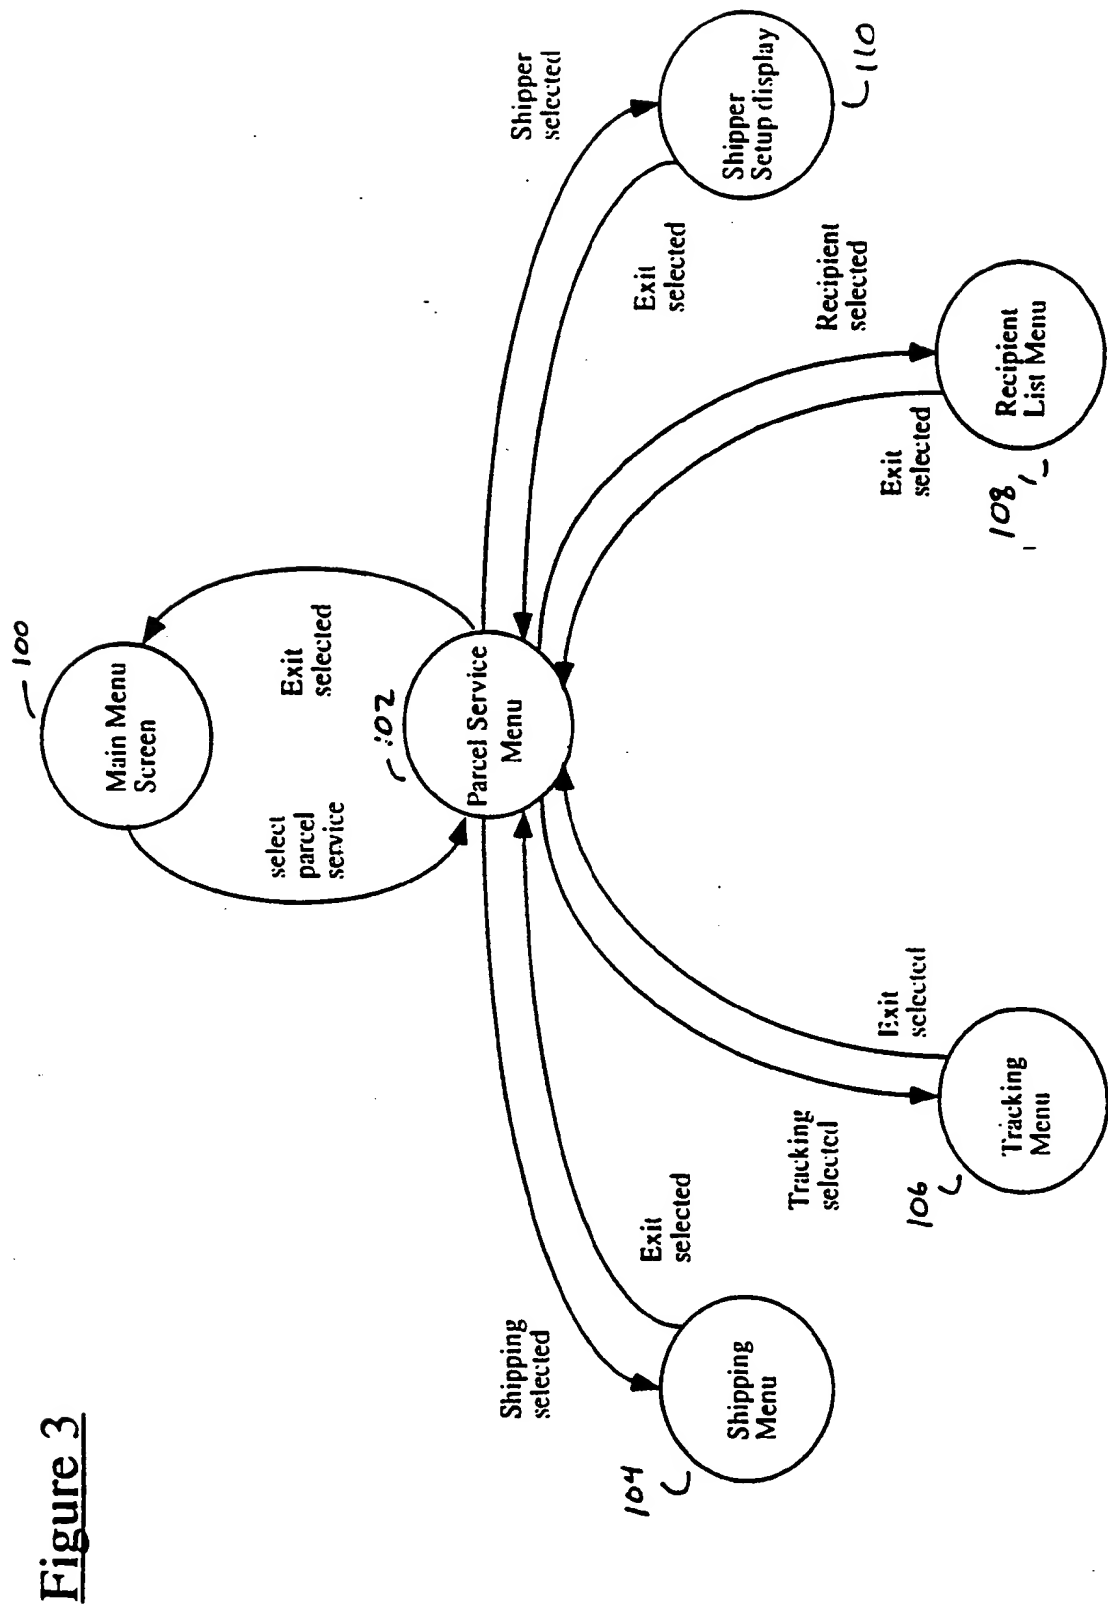 Figure 3
100
Main Menu
Screen
select
parcel
service
Exit
selected
102
Parcel Service
Menu
Shipping
selected
Exit
selected
104
Shipping
Menu
Tracking
selected
Exit
selected
106
Tracking
Menu
Exit
selected
Recipient
selected
108
Recipient
List Menu
Shipper
selected
Exit
selected
Shipper
Setup display
110